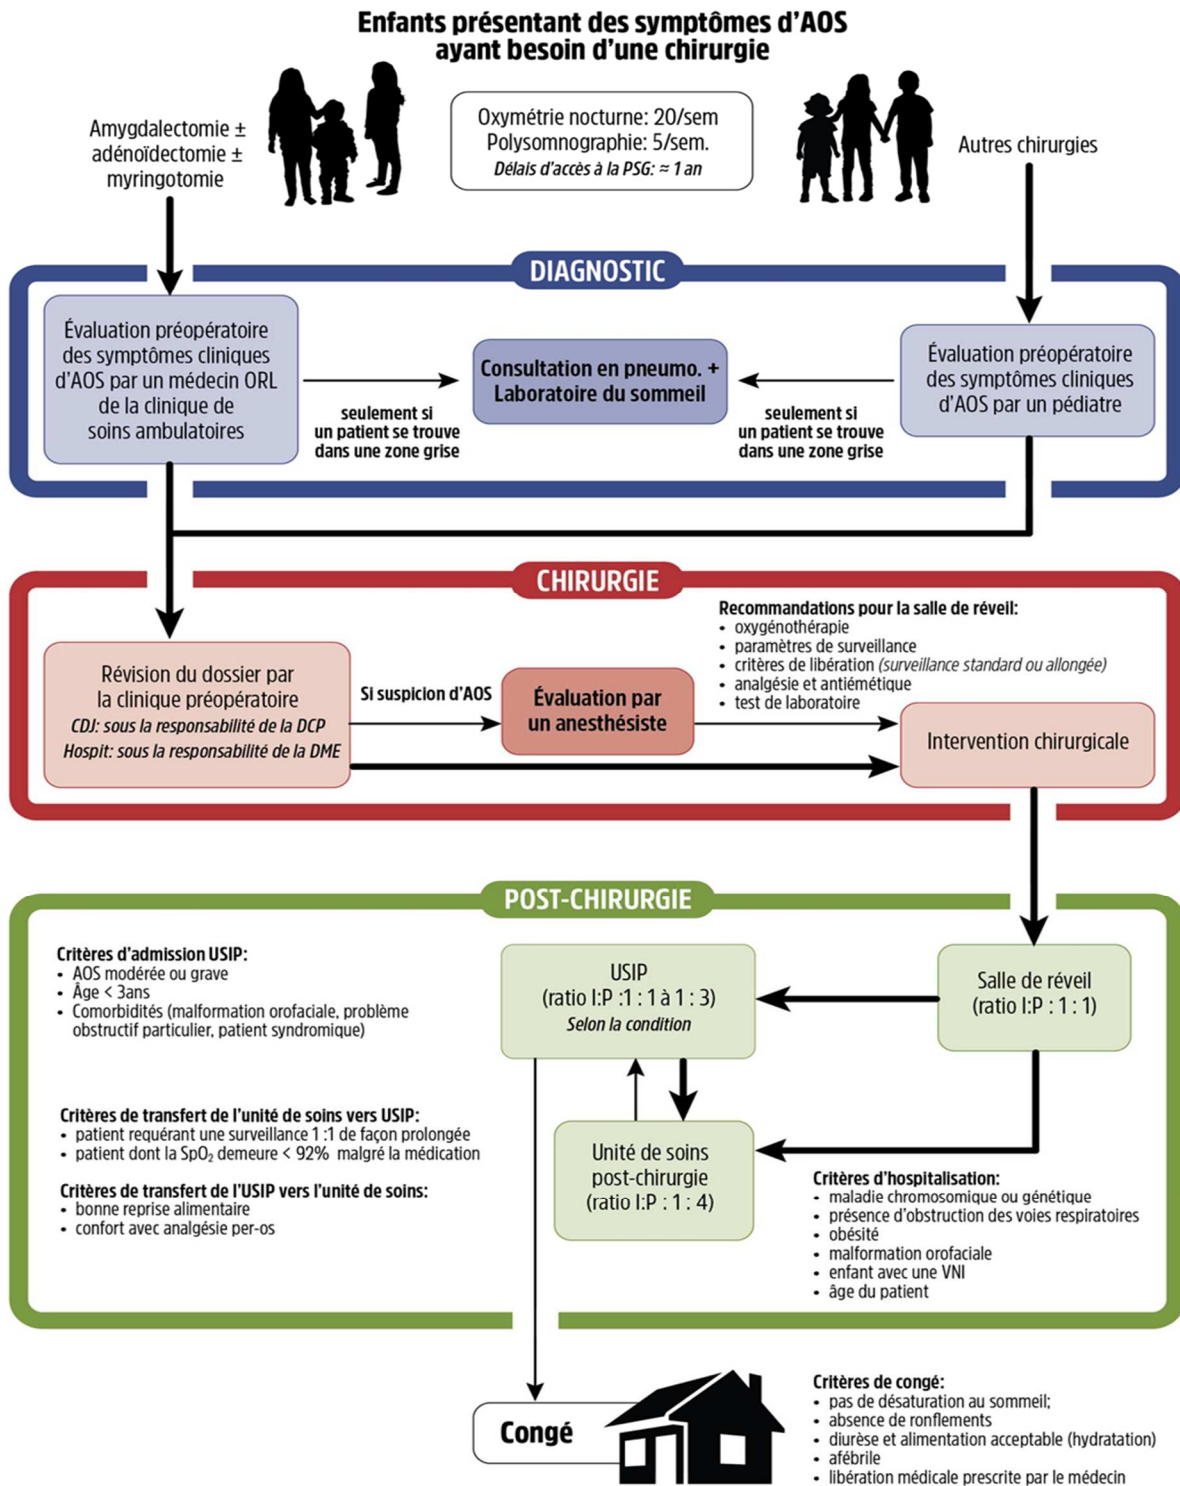 Enfants présentant des symptômes d'AOS
ayant besoin d'une chirurgie
Amygdalectomie ±
adénoïdectomie ±
myringotomie
Oxymétrie nocturne: 20/sem
Polysomnographie: 5/sem.
Délais d'accès à la PSG: ≈ 1 an
Autres chirurgies
DIAGNOSTIC
Évaluation préopératoire
des symptômes cliniques
d'AOS par un médecin ORL
de la clinique de
soins ambulatoires
seulement si
un patient se trouve
dans une zone grise
Consultation en pneumo. +
Laboratoire du sommeil
seulement si
un patient se trouve
dans une zone grise
Évaluation préopératoire
des symptômes cliniques
d'AOS par un pédiatre
CHIRURGIE
Révision du dossier par
la clinique préopératoire
CDJ: sous la responsabilité de la DCP
Hospit: sous la responsabilité de la DME
Si suspicion d'AOS
Évaluation par
un anesthésiste
Recommandations pour la salle de réveil:
• oxygénothérapie
• paramètres de surveillance
• critères de libération (surveillance standard ou allongée)
• analgésie et antiémétique
• test de laboratoire
Intervention chirurgicale
POST-CHIRURGIE
Critères d'admission USIP:
• AOS modérée ou grave
• Âge < 3ans
• Comorbidités (malformation orofaciale, problème
obstructif particulier, patient syndromique)
USIP
(ratio I:P :1 : 1 à 1 : 3)
Selon la condition
Salle de réveil
(ratio I:P : 1 : 1)
Critères de transfert de l'unité de soins vers USIP:
• patient requérant une surveillance 1 :1 de façon prolongée
• patient dont la SpO₂ demeure < 92% malgré la médication
Critères de transfert de l'USIP vers l'unité de soins:
• bonne reprise alimentaire
• confort avec analgésie per-os
Unité de soins
post-chirurgie
(ratio I:P : 1 : 4)
Critères d'hospitalisation:
• maladie chromosomique ou génétique
• présence d'obstruction des voies respiratoires
• obésité
• malformation orofaciale
• enfant avec une VNI
• âge du patient
Congé
Critères de congé:
• pas de désaturation au sommeil;
• absence de ronflements
• diurèse et alimentation acceptable (hydratation)
• afébrile
• libération médicale prescrite par le médecin